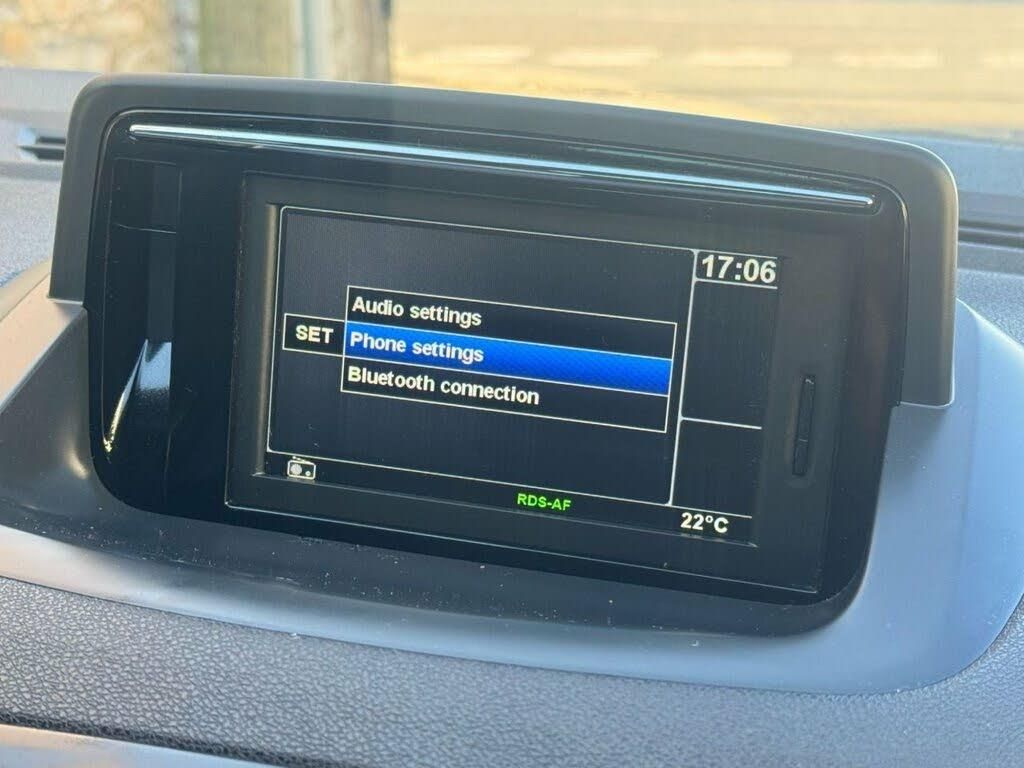 17:06
Audio settings
SET
Phone settings
Bluetooth connection
RDS-AF
22°C